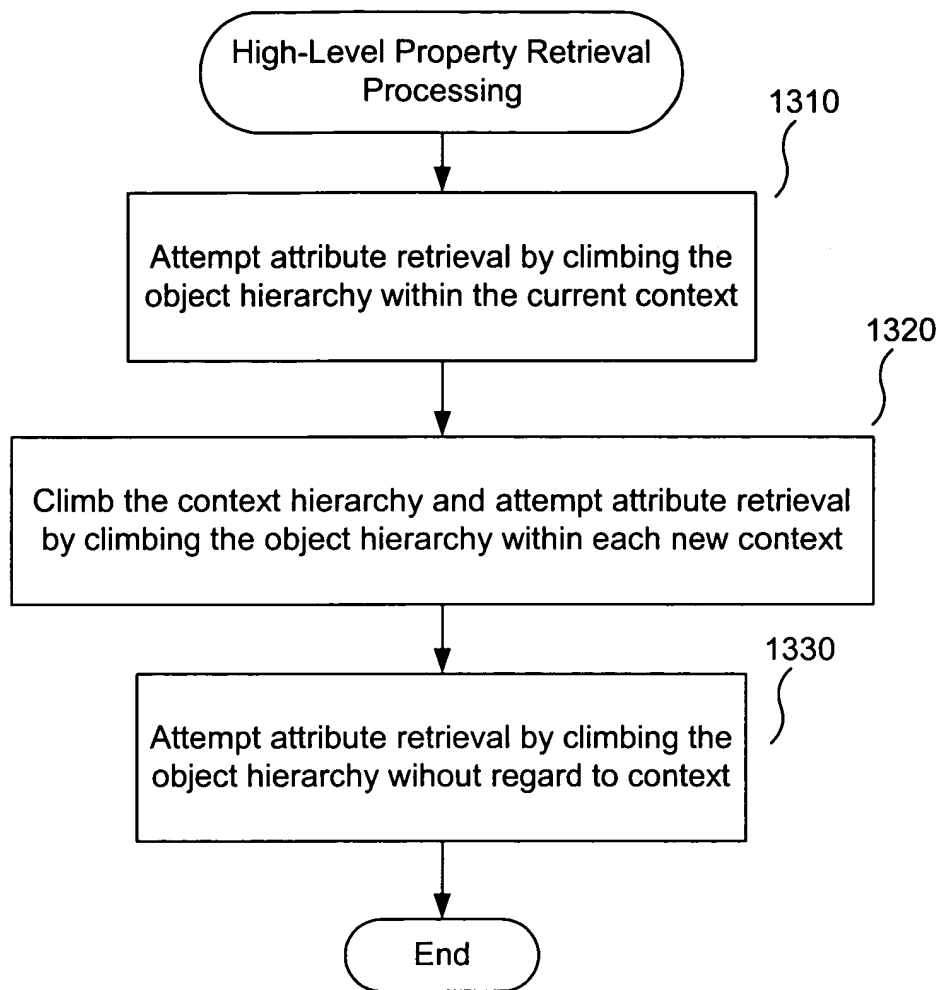 High-Level Property Retrieval
Processing
1310
Attempt attribute retrieval by climbing the
object hierarchy within the current context
1320
Climb the context hierarchy and attempt attribute retrieval
by climbing the object hierarchy within each new context
1330
Attempt attribute retrieval by climbing the
object hierarchy wihout regard to context
End